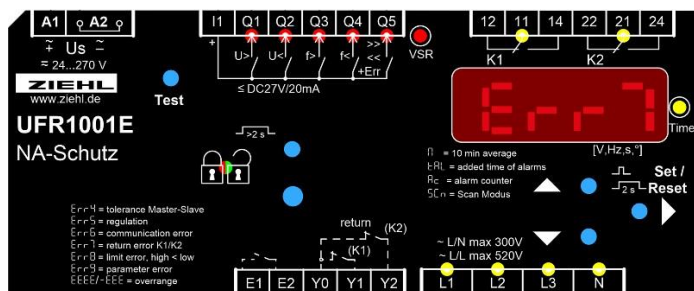 A1 A2
I1 Q1 Q2 Q3 Q4 Q5
12 11 14 22 21 24
+ Us
≂ 24...270 V
+ U> U< f> f< >> <<
+Err
VSR
K1 K2
≤ DC27V/20mA
ZIEHL
www.ziehl.de
Test
UFR1001E
NA-Schutz
Err7
Time
[V,Hz,s,°]
>2 s
n = 10 min average
tAL = added time of alarms
Ac = alarm counter
SCn = Scan Modus
2 s
Set /
Reset
Err4 = tolerance Master-Slave
Err5 = regulation
Err6 = communication error
Err7 = return error K1/K2
Err8 = limit error, high < low
Err9 = parameter error
EEEE/-EEE = overrange
return
(K2)
(K1)
~ L/N max 300V
~ L/L max 520V
E1 E2 Y0 Y1 Y2
L1 L2 L3 N